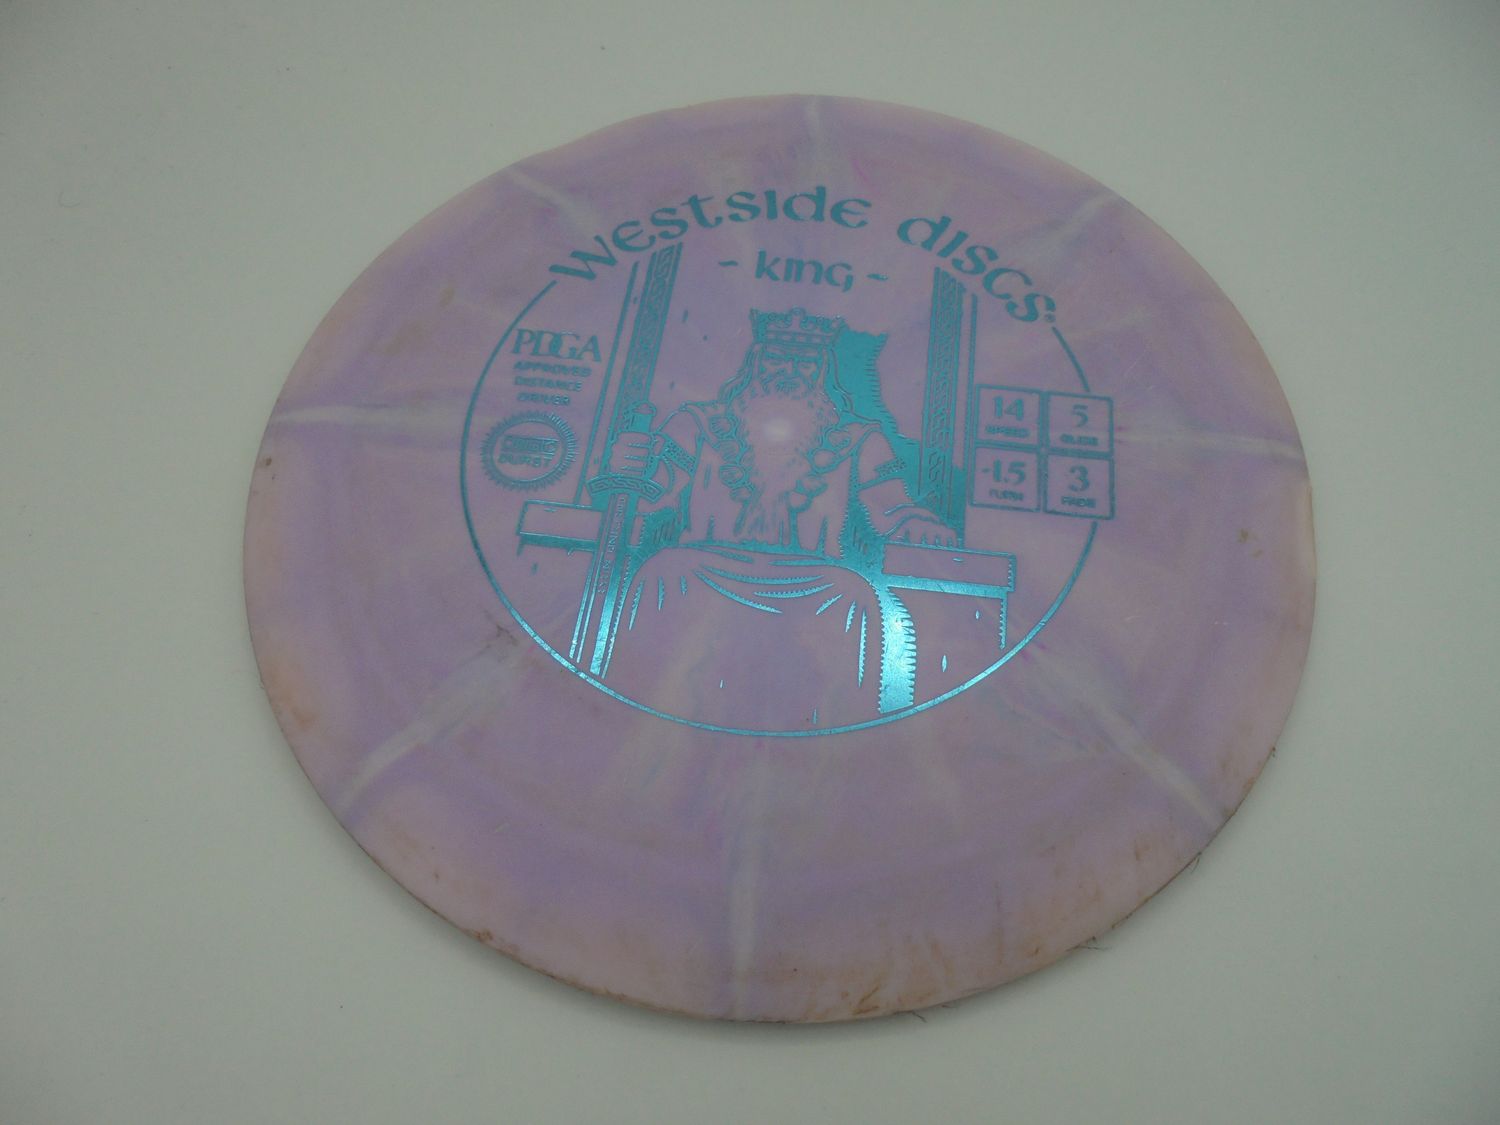 westside discs®
- king -
PDGA
APPROVED
DISTANCE
DRIVER
BURST
14
SPEED
5
GLIDE
-1.5
TURN
3
FADE